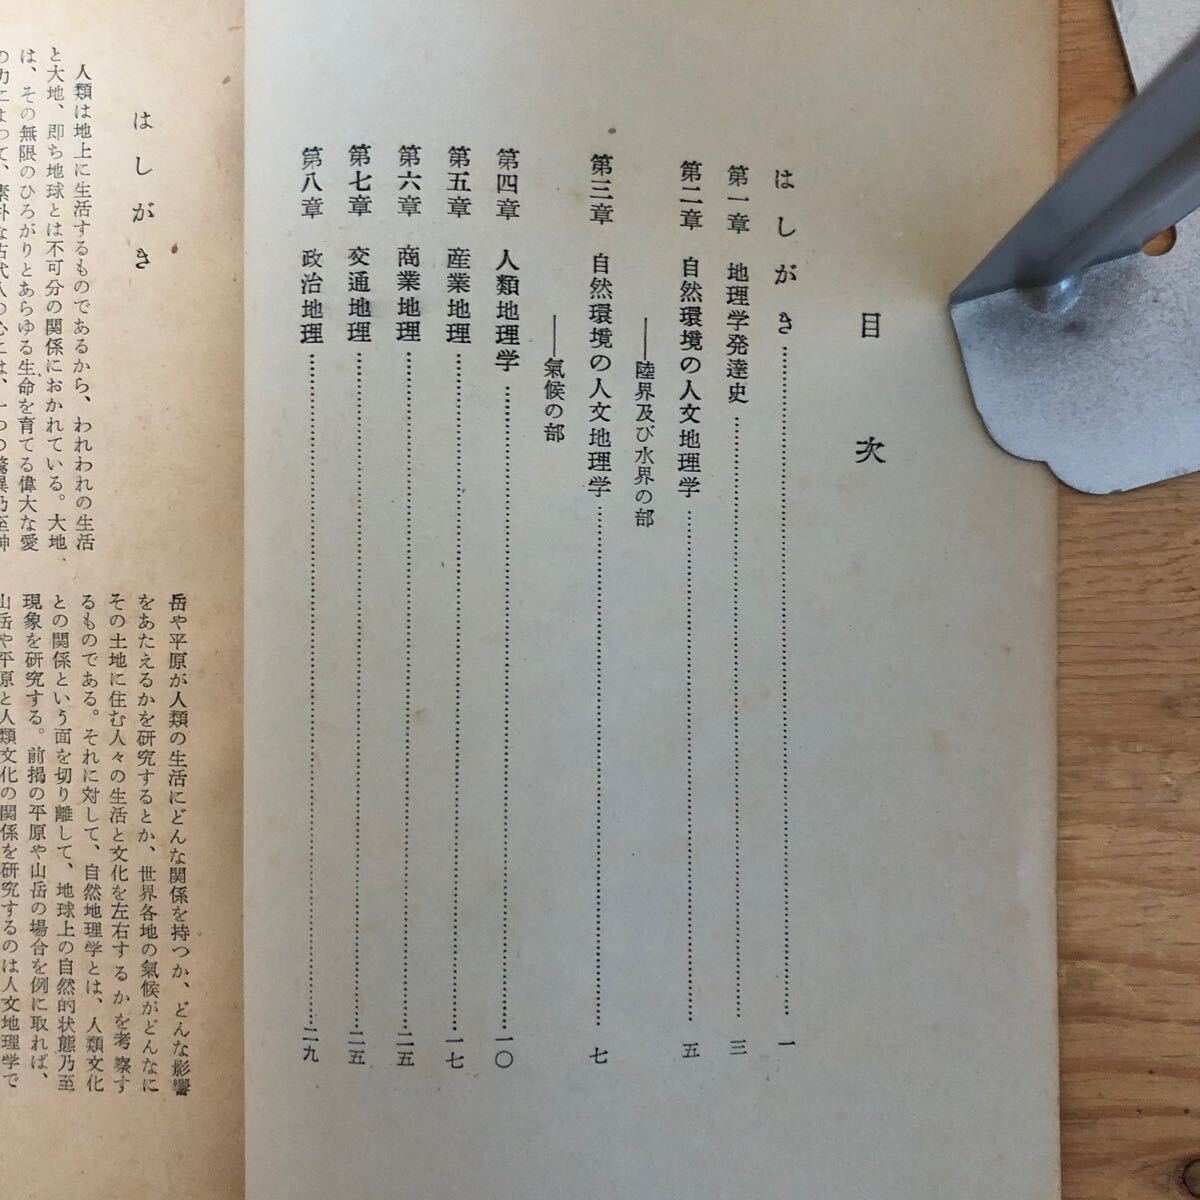 目次
はしがき……一
第一章 地理学発達史……三
第二章 自然環境の人文地理学……五
――陸界及び水界の部
第三章 自然環境の人文地理学……七
――氣候の部
第四章 人類地理学……一〇
第五章 産業地理……一七
第六章 商業地理……二五
第七章 交通地理……二五
第八章 政治地理……二九
はしがき
人類は地上に生活するものであるから、われわれの生活
と大地、即ち地球とは不可分の関係におかれている。大地
は、その無限のひろがりとあらゆる生命を育てる偉大な愛
の力によって、素朴な古代人の心には、一つの驚異乃至神
岳や平原が人類の生活にどんな関係を持つか、どんな影響
をあたえるかを研究するとか、世界各地の氣候がどんなに
その土地に住む人々の生活と文化を左右するかを考察す
るものである。それに対して、自然地理学とは、人類文化
との関係という面を切り離して、地球上の自然的状態乃至
現象を研究する。前掲の平原や山岳の場合を例に取れば、
山岳や平原と人類文化の関係を研究するのは人文地理学で